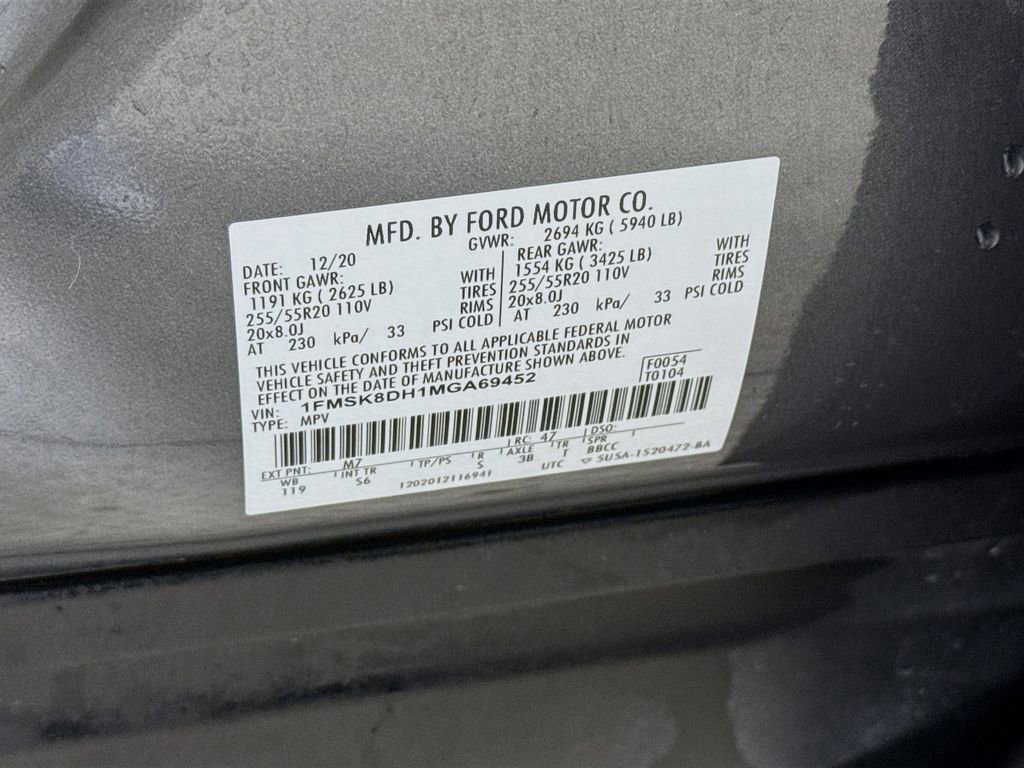 MFD. BY FORD MOTOR CO.
DATE: 12/20 GVWR: 2694 KG ( 5940 LB)
FRONT GAWR: REAR GAWR:
1191 KG ( 2625 LB) WITH 1554 KG ( 3425 LB) WITH
255/55R20 110V TIRES 255/55R20 110V TIRES
20x8.0J RIMS 20x8.0J RIMS
AT 230 kPa/ 33 PSI COLD AT 230 kPa/ 33 PSI COLD
THIS VEHICLE CONFORMS TO ALL APPLICABLE FEDERAL MOTOR
VEHICLE SAFETY AND THEFT PREVENTION STANDARDS IN
EFFECT ON THE DATE OF MANUFACTURE SHOWN ABOVE.
F0054
VIN: 1FMSK8DH1MGA69452 T0104
TYPE: MPV
EXT PNT: M7 RC: 47 DSO:
WB INT TR TP/PS R AXLE TR SPR
119 S6 S 3B T BBCC
1202012116941 UTC 5U5A-1520472-BA